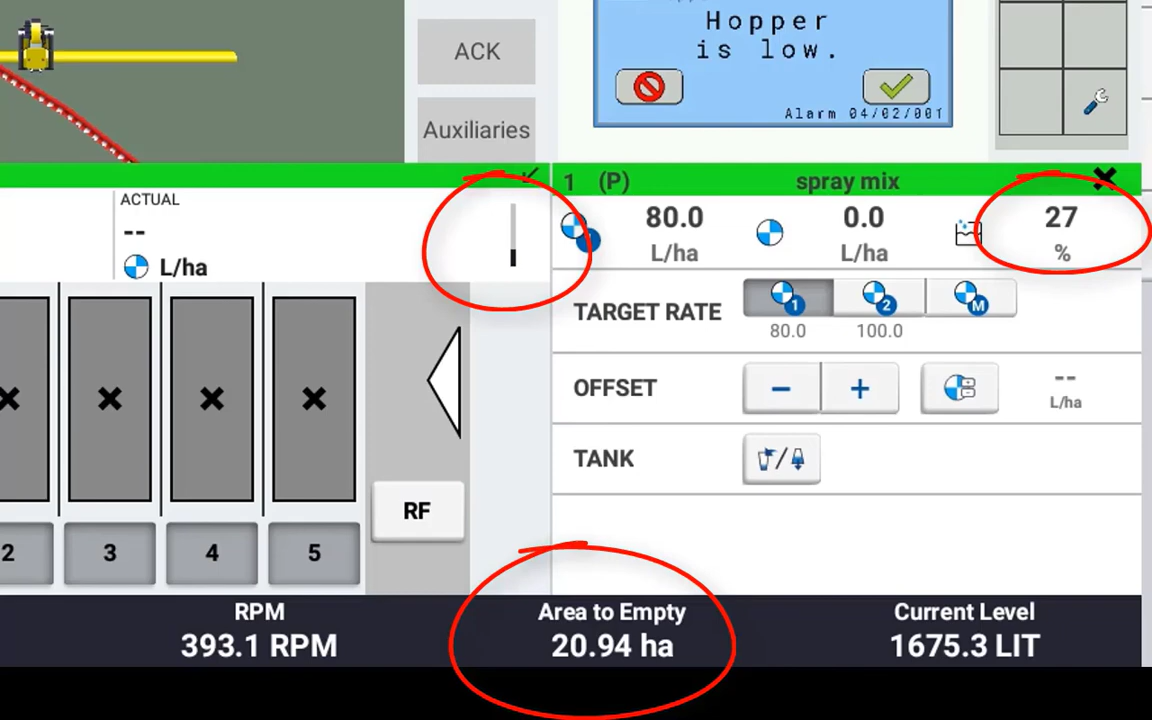 Hopper
is low.
Alarm 04/02/001
ACK
Auxiliaries
1 (P) spray mix
ACTUAL
--
L/ha
80.0
L/ha
0.0
L/ha
27
%
TARGET RATE
1
2
M
80.0
100.0
OFFSET
−
+
--
L/ha
TANK
/
RF
2
3
4
5
RPM
393.1 RPM
Area to Empty
20.94 ha
Current Level
1675.3 LIT